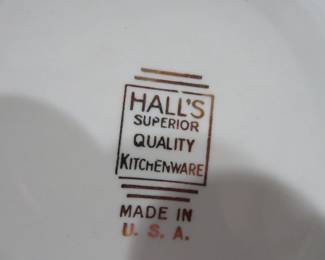 HALL'S
SUPERIOR
QUALITY
KITCHENWARE
MADE IN
U. S. A.